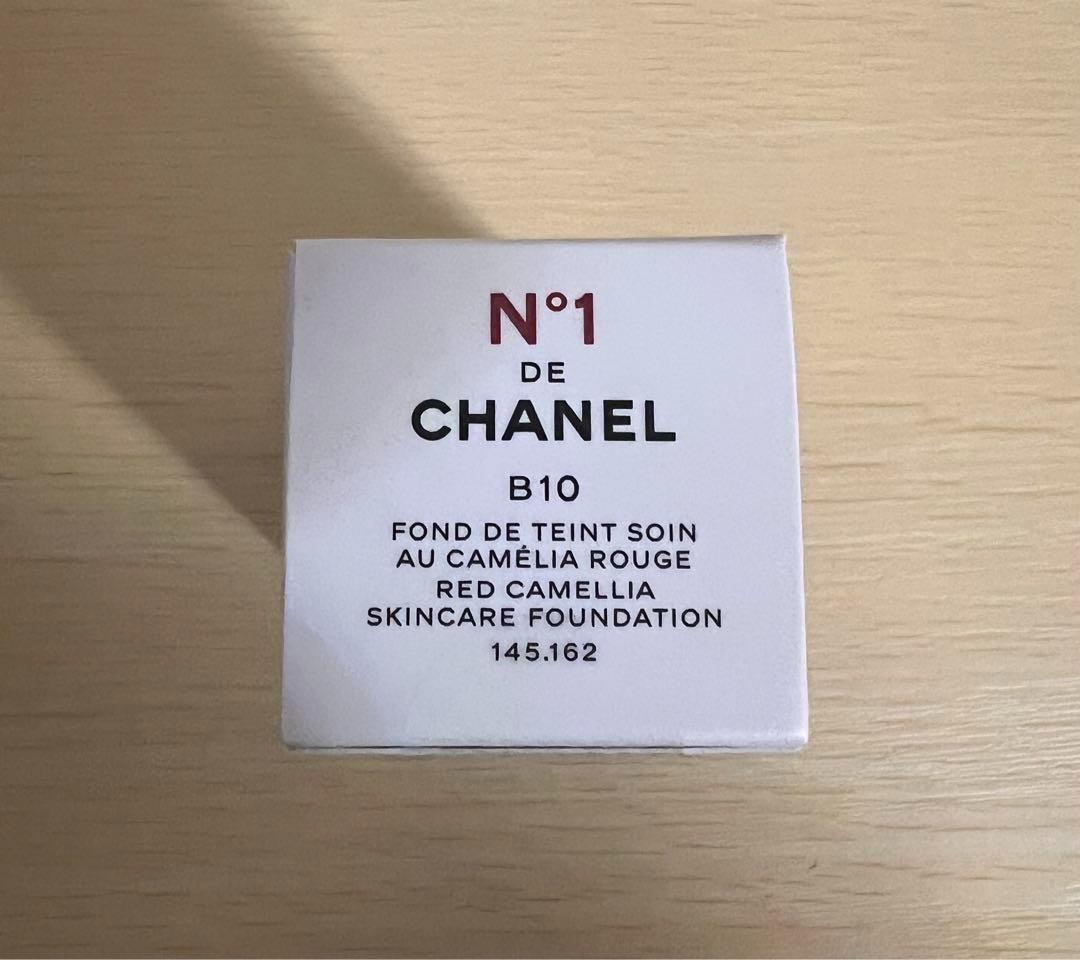 N°1
DE
CHANEL
B10
FOND DE TEINT SOIN
AU CAMÉLIA ROUGE
RED CAMELLIA
SKINCARE FOUNDATION
145.162